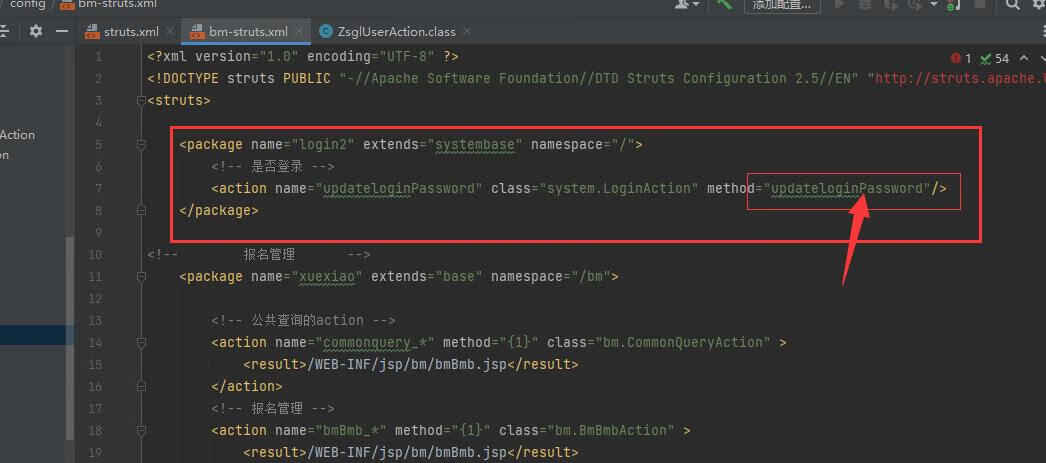 config bm-struts.xml 添加配置...
struts.xml bm-struts.xml ZsglUserAction.class
1 <?xml version="1.0" encoding="UTF-8" ?>
1 54
2 <!DOCTYPE struts PUBLIC "-//Apache Software Foundation//DTD Struts Configuration 2.5//EN" "http://struts.apache.
3 <struts>
4
Action
5 <package name="login2" extends="systembase" namespace="/">
on
6 <!-- 是否登录 -->
7 <action name="updateloginPassword" class="system.LoginAction" method="updateloginPassword"/>
8 </package>
9
10 <!-- 报名管理 -->
11 <package name="xuexiao" extends="base" namespace="/bm">
12
13 <!-- 公共查询的action -->
14 <action name="commonquery_*" method="{1}" class="bm.CommonQueryAction" >
15 <result>/WEB-INF/jsp/bm/bmBmb.jsp</result>
16 </action>
17 <!-- 报名管理 -->
18 <action name="bmBmb_*" method="{1}" class="bm.BmBmbAction" >
19 <result>/WEB-INF/jsp/bm/bmBmb.jsp</result>